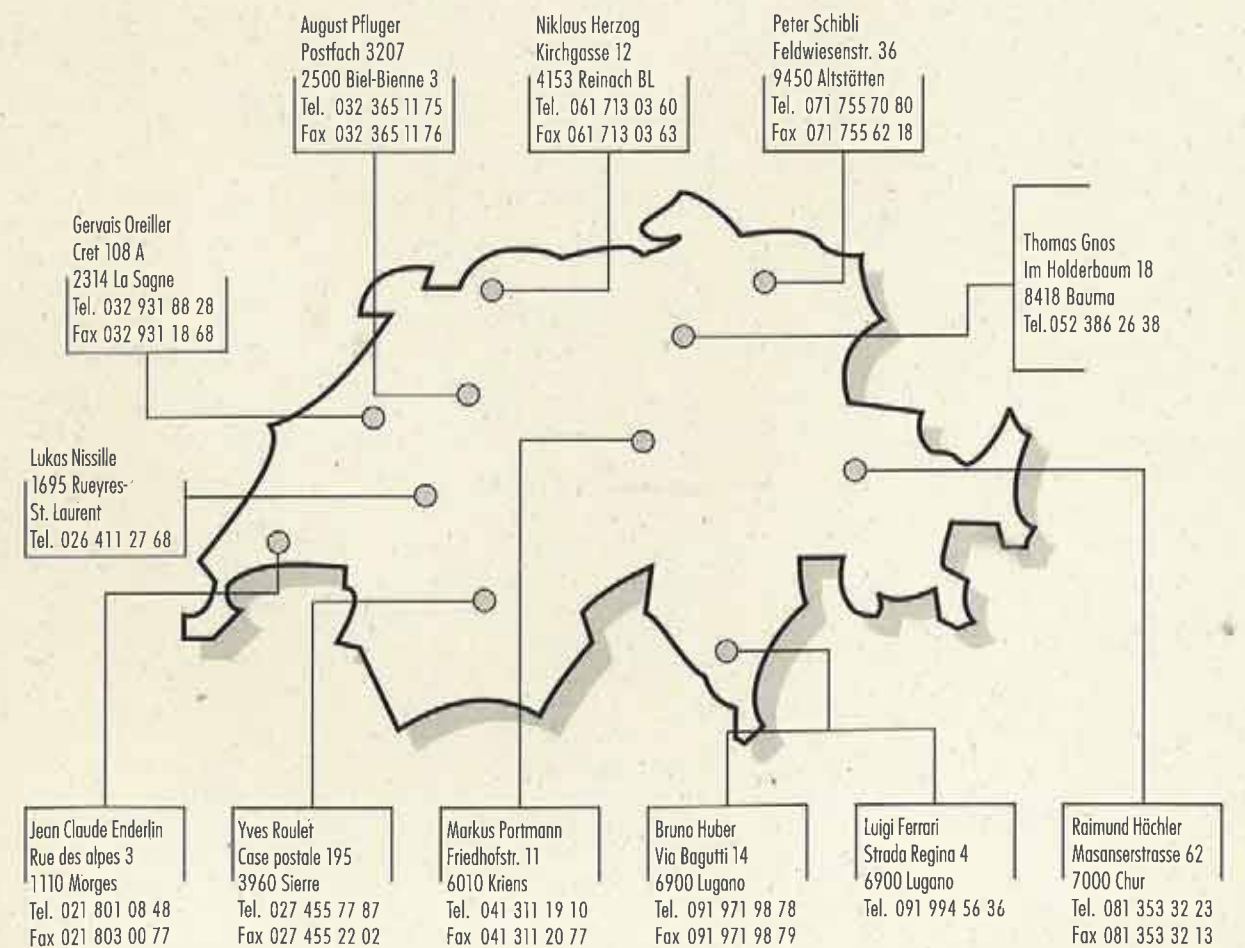 August Pfluger
Postfach 3207
2500 Biel-Bienne 3
Tel. 032 365 11 75
Fax 032 365 11 76
Niklaus Herzog
Kirchgasse 12
4153 Reinach BL
Tel. 061 713 03 60
Fax 061 713 03 63
Peter Schibli
Feldwiesenstr. 36
9450 Altstätten
Tel. 071 755 70 80
Fax 071 755 62 18
Gervais Oreiller
Cret 108 A
2314 La Sagne
Tel. 032 931 88 28
Fax 032 931 18 68
Thomas Gnos
Im Holderbaum 18
8418 Bauma
Tel. 052 386 26 38
Lukas Nissille
1695 Rueyres-
St. Laurent
Tel. 026 411 27 68
Jean Claude Enderlin
Rue des alpes 3
1110 Morges
Tel. 021 801 08 48
Fax 021 803 00 77
Yves Roulet
Case postale 195
3960 Sierre
Tel. 027 455 77 87
Fax 027 455 22 02
Markus Portmann
Friedhofstr. 11
6010 Kriens
Tel. 041 311 19 10
Fax 041 311 20 77
Bruno Huber
Via Bagutti 14
6900 Lugano
Tel. 091 971 98 78
Fax 091 971 98 79
Luigi Ferrari
Strada Regina 4
6900 Lugano
Tel. 091 994 56 36
Raimund Hächler
Masanserstrasse 62
7000 Chur
Tel. 081 353 32 23
Fax 081 353 32 13